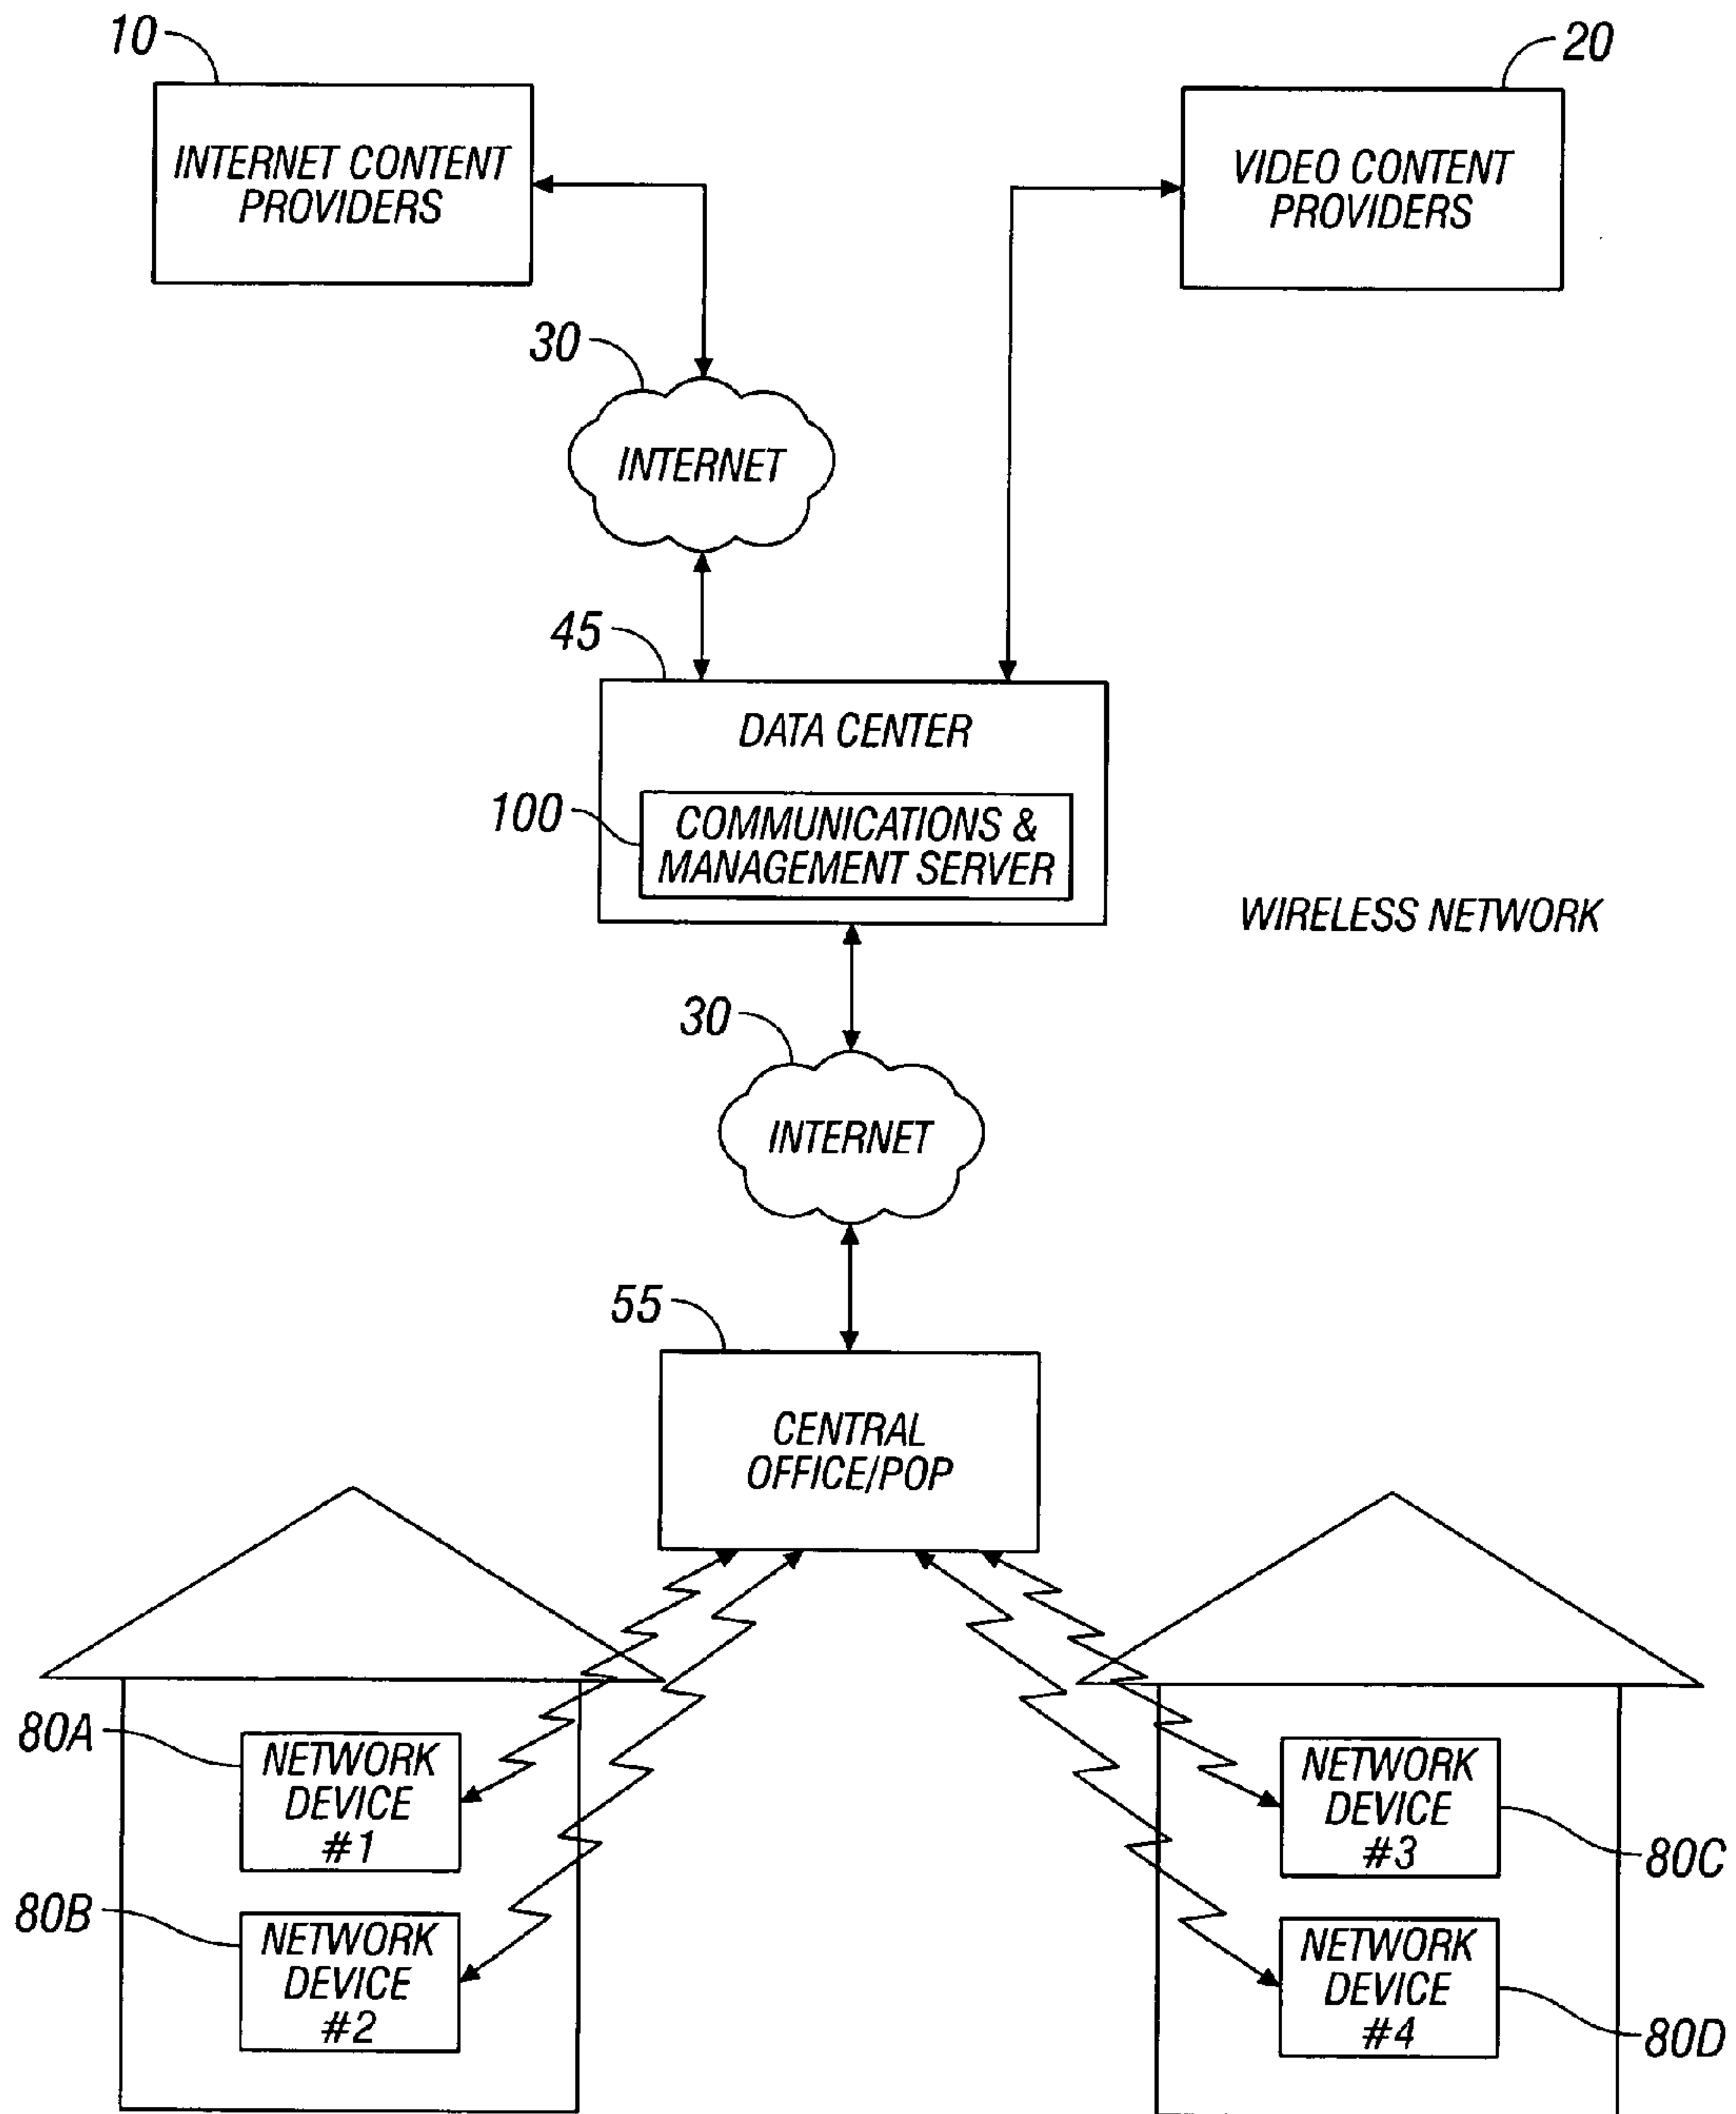 10
20
INTERNET CONTENT
PROVIDERS
VIDEO CONTENT
PROVIDERS
30
INTERNET
45
DATA CENTER
100
COMMUNICATIONS &
MANAGEMENT SERVER
WIRELESS NETWORK
30
INTERNET
55
CENTRAL
OFFICE/POP
80A
NETWORK
DEVICE
#1
80B
NETWORK
DEVICE
#2
NETWORK
DEVICE
#3
80C
NETWORK
DEVICE
#4
80D